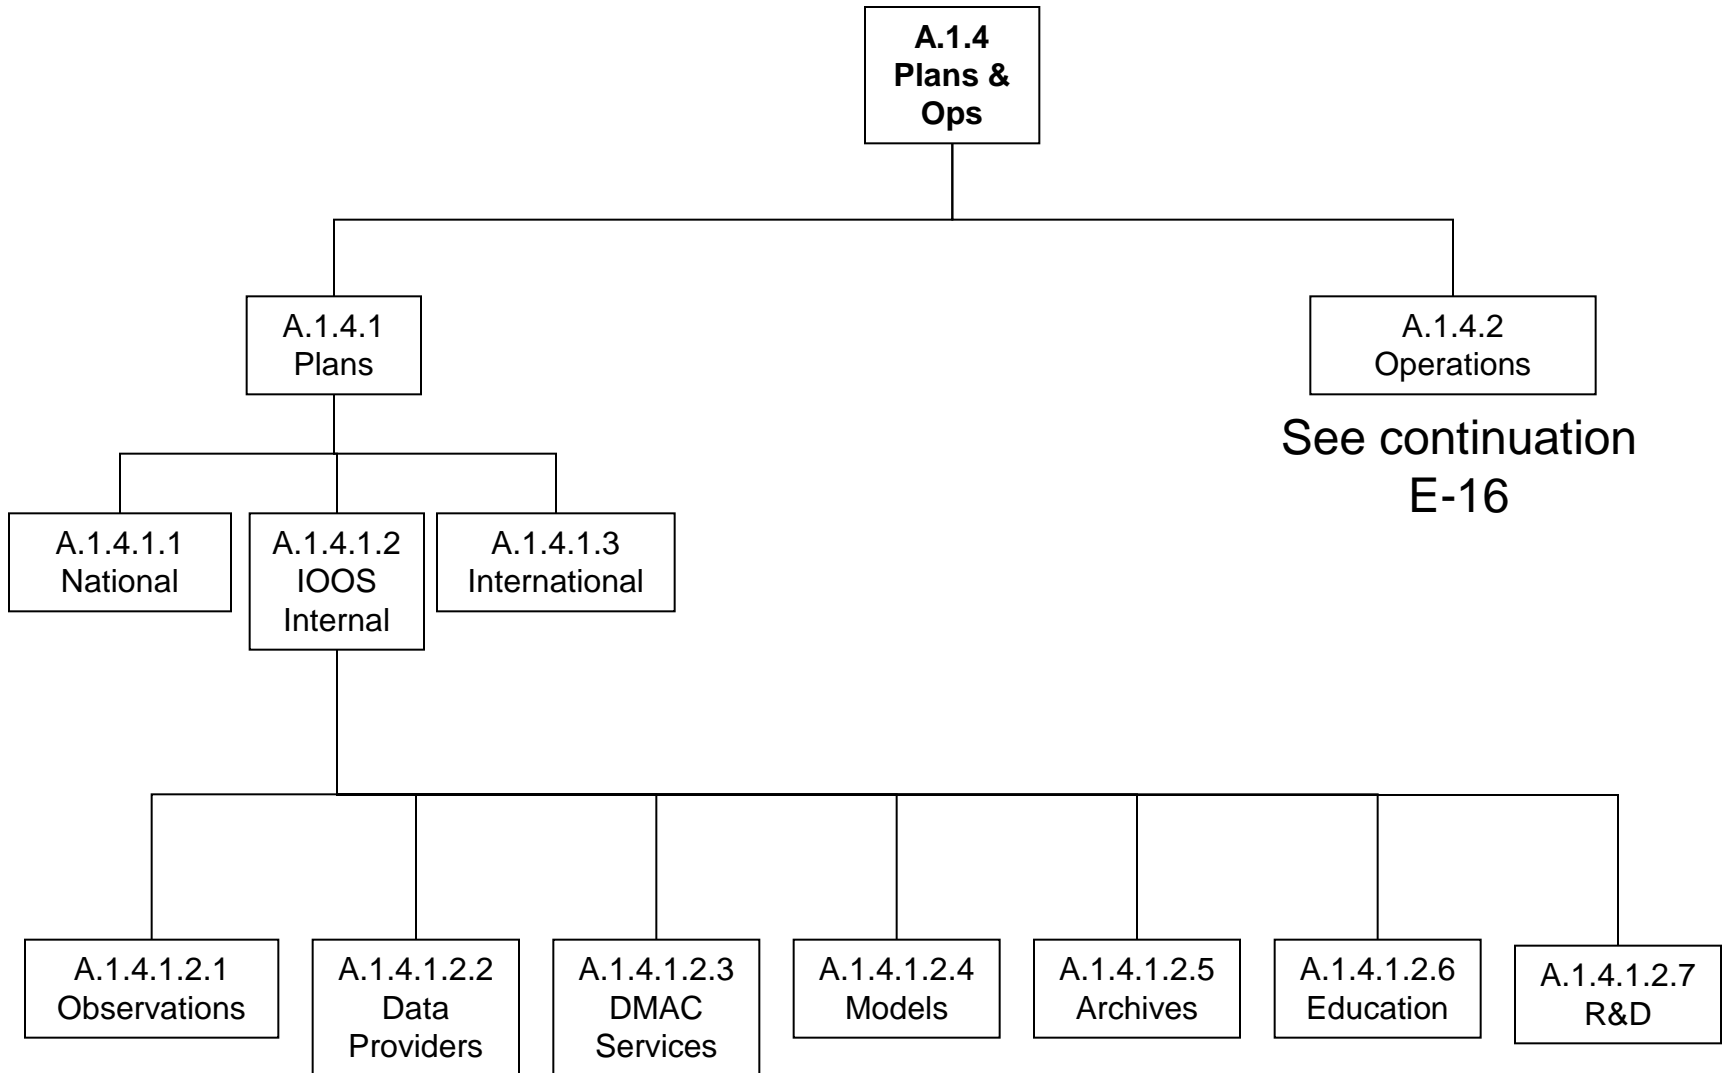 A.1.4
Plans &
Ops
A.1.4.1
Plans
A.1.4.2
Operations
See continuation
E-16
A.1.4.1.1
National
A.1.4.1.2
IOOS
Internal
A.1.4.1.3
International
A.1.4.1.2.1
Observations
A.1.4.1.2.2
Data
Providers
A.1.4.1.2.3
DMAC
Services
A.1.4.1.2.4
Models
A.1.4.1.2.5
Archives
A.1.4.1.2.6
Education
A.1.4.1.2.7
R&D